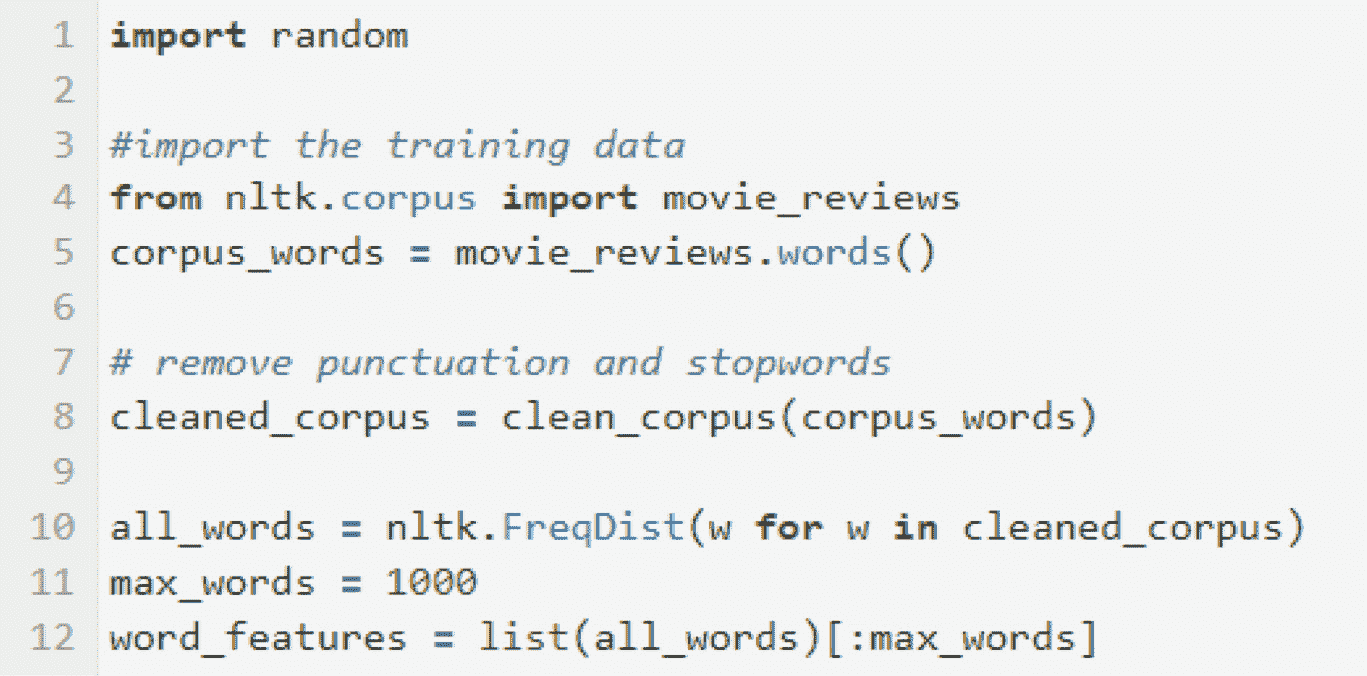 1 import random
2
3 #import the training data
4 from nltk.corpus import movie_reviews
5 corpus_words = movie_reviews.words()
6
7 # remove punctuation and stopwords
8 cleaned_corpus = clean_corpus(corpus_words)
9
10 all_words = nltk.FreqDist(w for w in cleaned_corpus)
11 max_words = 1000
12 word_features = list(all_words)[:max_words]